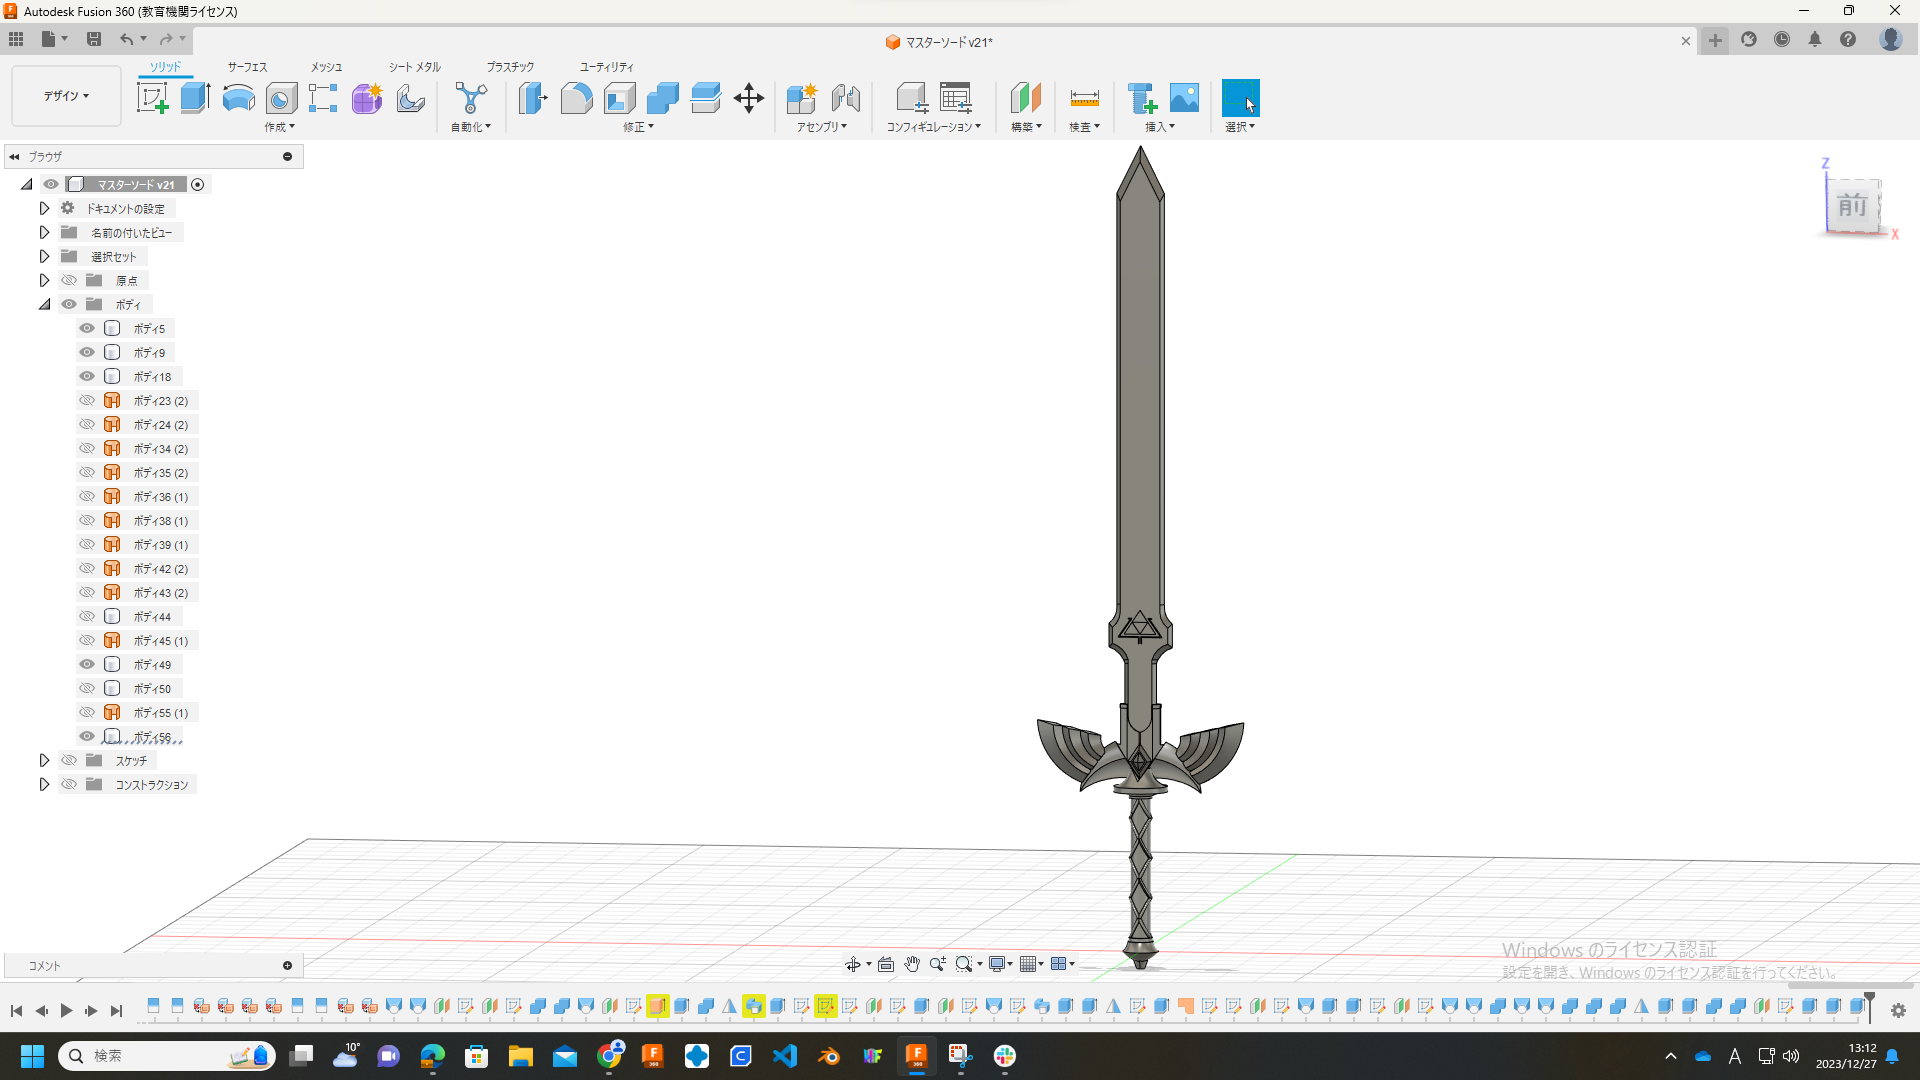 Autodesk Fusion 360 (教育機関ライセンス)
マスターソード v21*
ソリッド サーフェス メッシュ シート メタル プラスチック ユーティリティ
デザイン
作成 自動化 修正 アセンブリ コンフィギュレーション 構築 検査 挿入 選択
ブラウザ
マスターソード v21
ドキュメントの設定
名前の付いたビュー
選択セット
原点
ボディ
ボディ5
ボディ9
ボディ18
ボディ23 (2)
ボディ24 (2)
ボディ34 (2)
ボディ35 (2)
ボディ36 (1)
ボディ38 (1)
ボディ39 (1)
ボディ42 (2)
ボディ43 (2)
ボディ44
ボディ45 (1)
ボディ49
ボディ50
ボディ55 (1)
ボディ56
スケッチ
コンストラクション
Z
前
X
コメント
Windows のライセンス認証
設定を開き、Windows のライセンス認証を行ってください。
検索
10°
A
13:12
2023/12/27